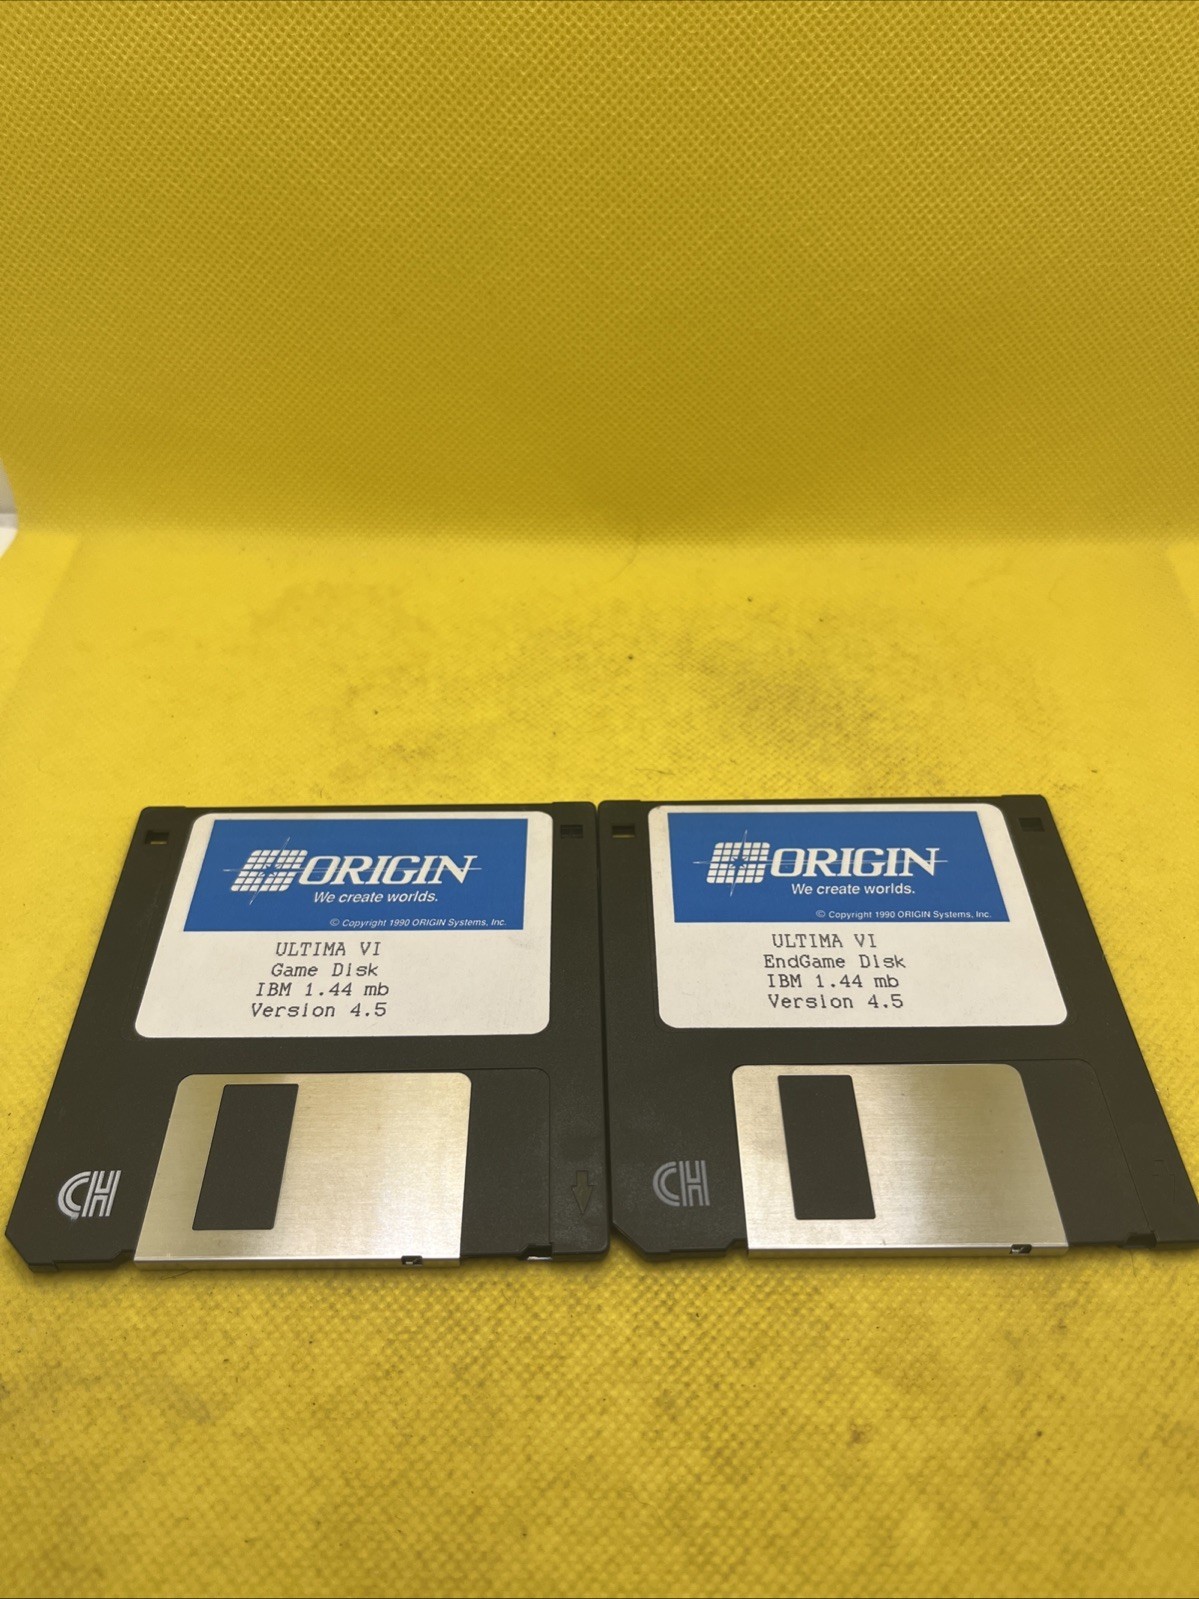 ORIGIN
We create worlds.
© Copyright 1990 ORIGIN Systems, Inc.
ULTIMA VI
Game Disk
IBM 1.44 mb
Version 4.5
CH
ORIGIN
We create worlds.
© Copyright 1990 ORIGIN Systems, Inc.
ULTIMA VI
EndGame Disk
IBM 1.44 mb
Version 4.5
CH